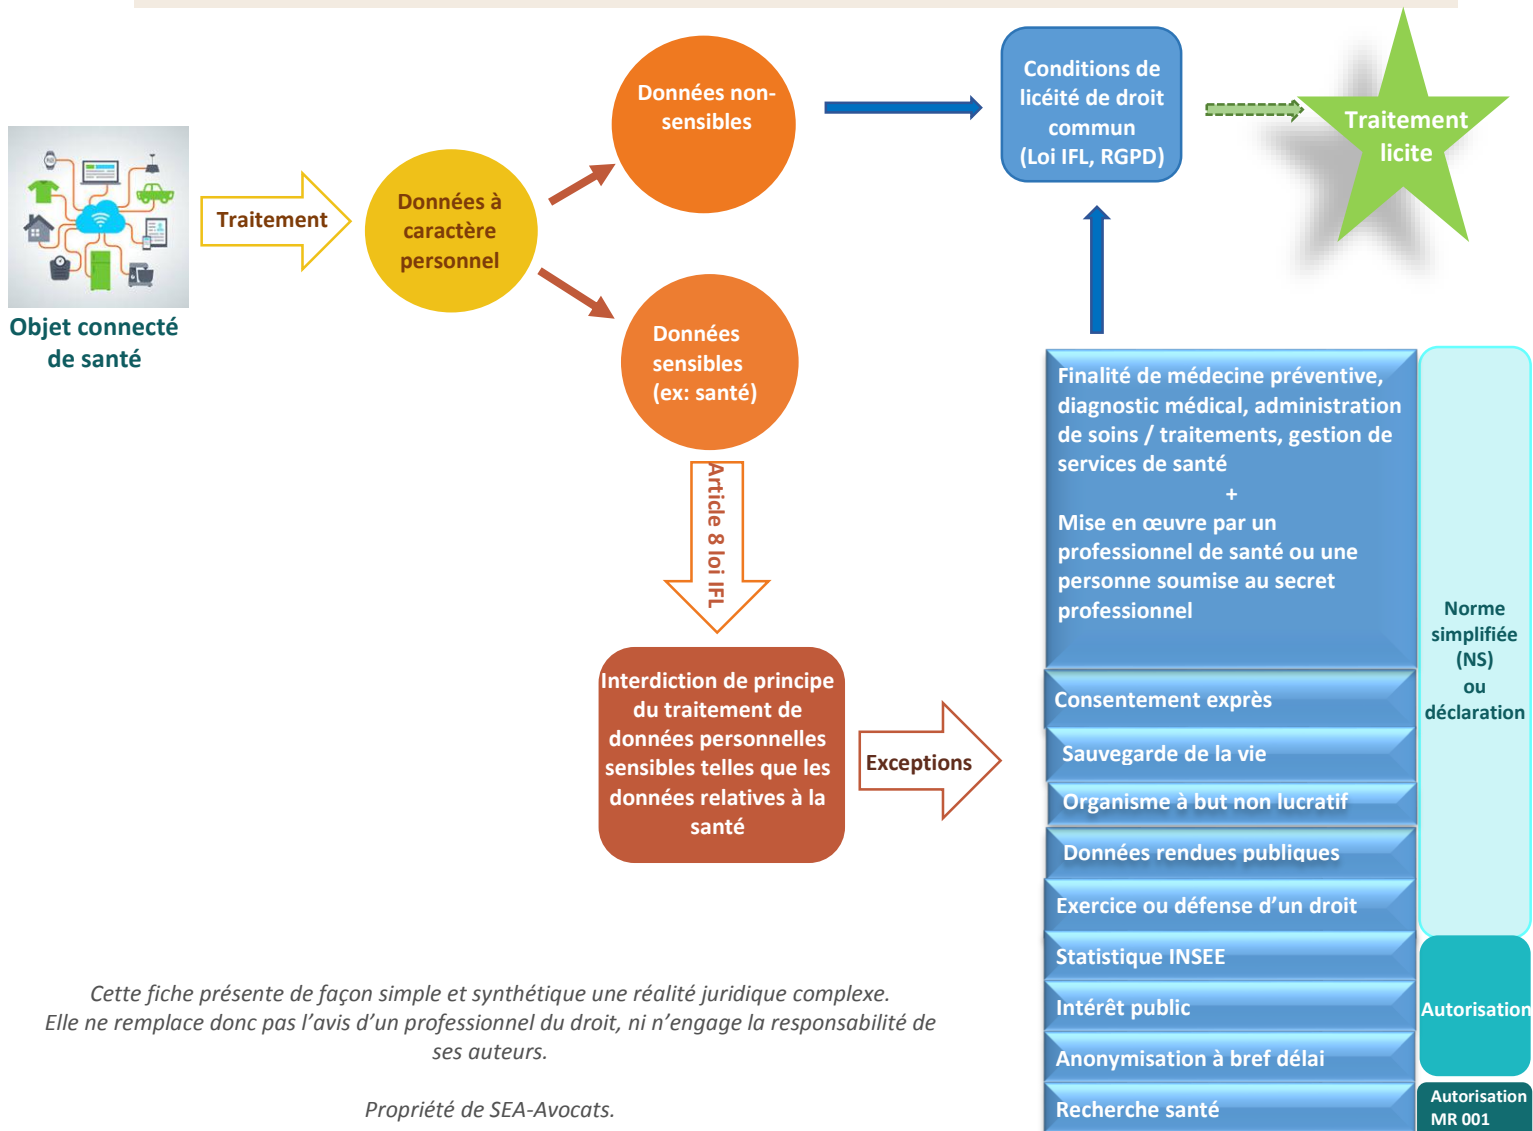 Objet connecté
de santé
Traitement
Données à
caractère
personnel
Données non-
sensibles
Données
sensibles
(ex: santé)
Conditions de
licéité de droit
commun
(Loi IFL, RGPD)
Traitement
licite
Article 8 loi IFL
Interdiction de principe
du traitement de
données personnelles
sensibles telles que les
données relatives à la
santé
Exceptions
Finalité de médecine préventive,
diagnostic médical, administration
de soins / traitements, gestion de
services de santé
+
Mise en œuvre par un
professionnel de santé ou une
personne soumise au secret
professionnel
Consentement exprès
Sauvegarde de la vie
Organisme à but non lucratif
Données rendues publiques
Exercice ou défense d’un droit
Statistique INSEE
Intérêt public
Anonymisation à bref délai
Recherche santé
Norme
simplifiée
(NS)
ou
déclaration
Autorisation
Autorisation
MR 001
Cette fiche présente de façon simple et synthétique une réalité juridique complexe.
Elle ne remplace donc pas l’avis d’un professionnel du droit, ni n’engage la responsabilité de
ses auteurs.
Propriété de SEA-Avocats.